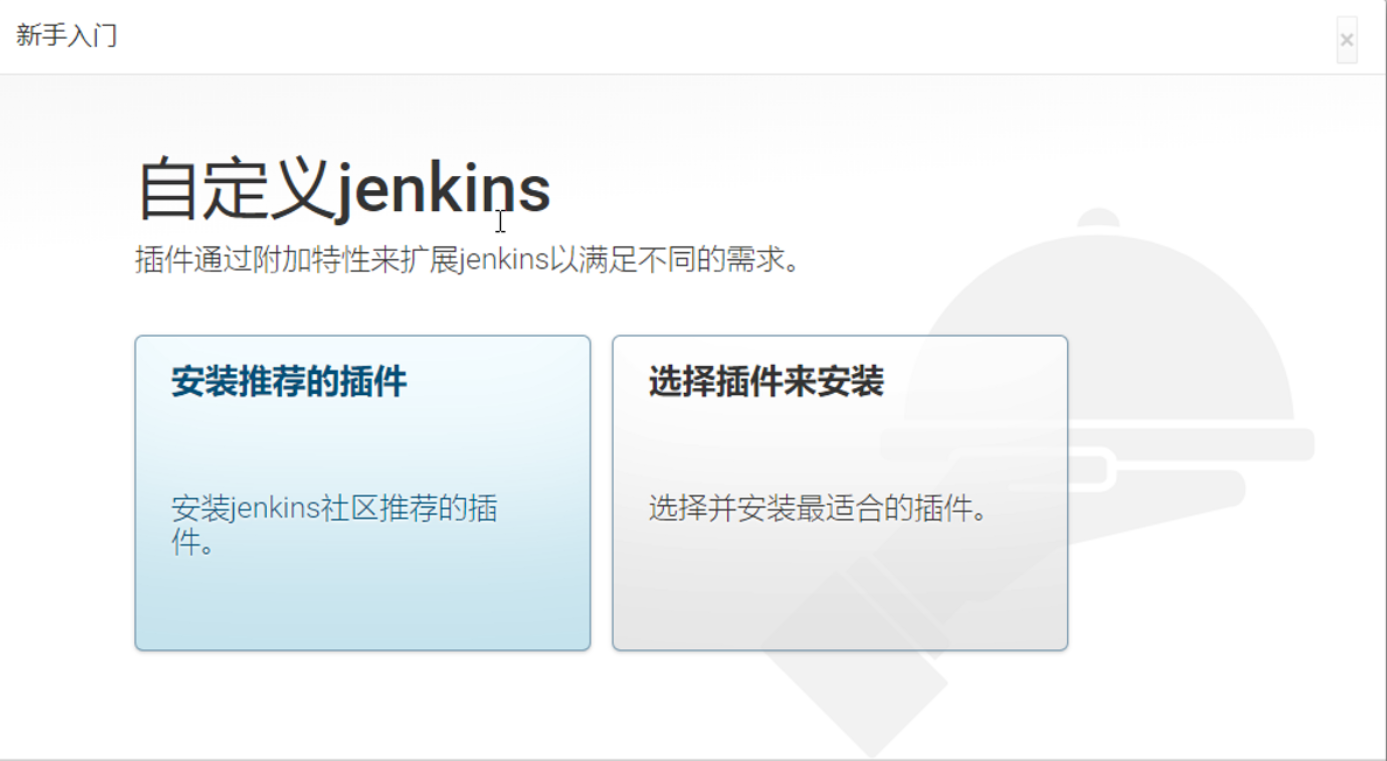 新手入门
×
自定义jenkins
插件通过附加特性来扩展jenkins以满足不同的需求。
安装推荐的插件
安装jenkins社区推荐的插
件。
选择插件来安装
选择并安装最适合的插件。